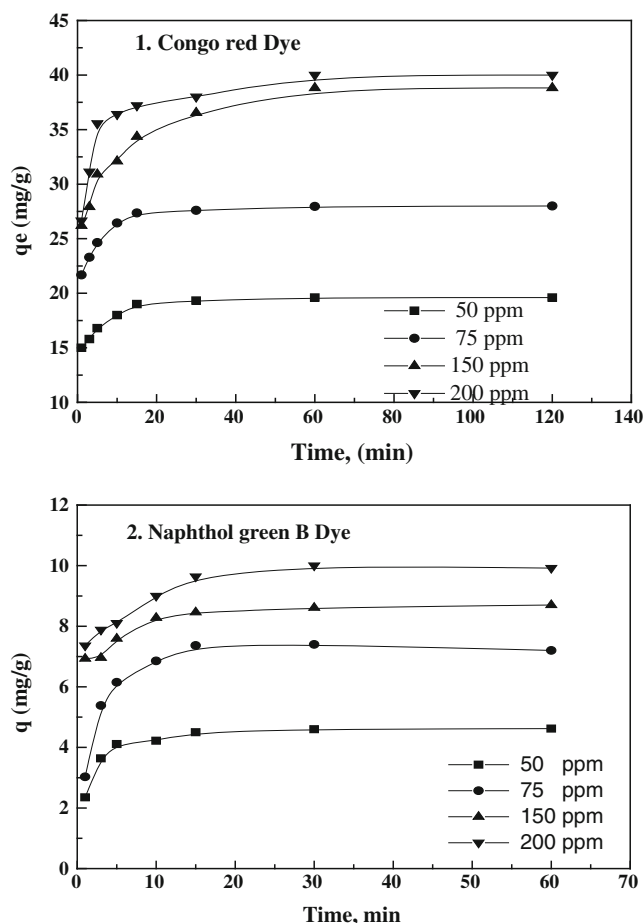 45
1. Congo red Dye
40
35
30
25
20
15
10
qe (mg/g)
50 ppm
75 ppm
150 ppm
200 ppm
0 20 40 60 80 100 120 140
Time, (min)
12
2. Naphthol green B Dye
10
8
6
4
2
0
q (mg/g)
50 ppm
75 ppm
150 ppm
200 ppm
0 10 20 30 40 50 60 70
Time, min